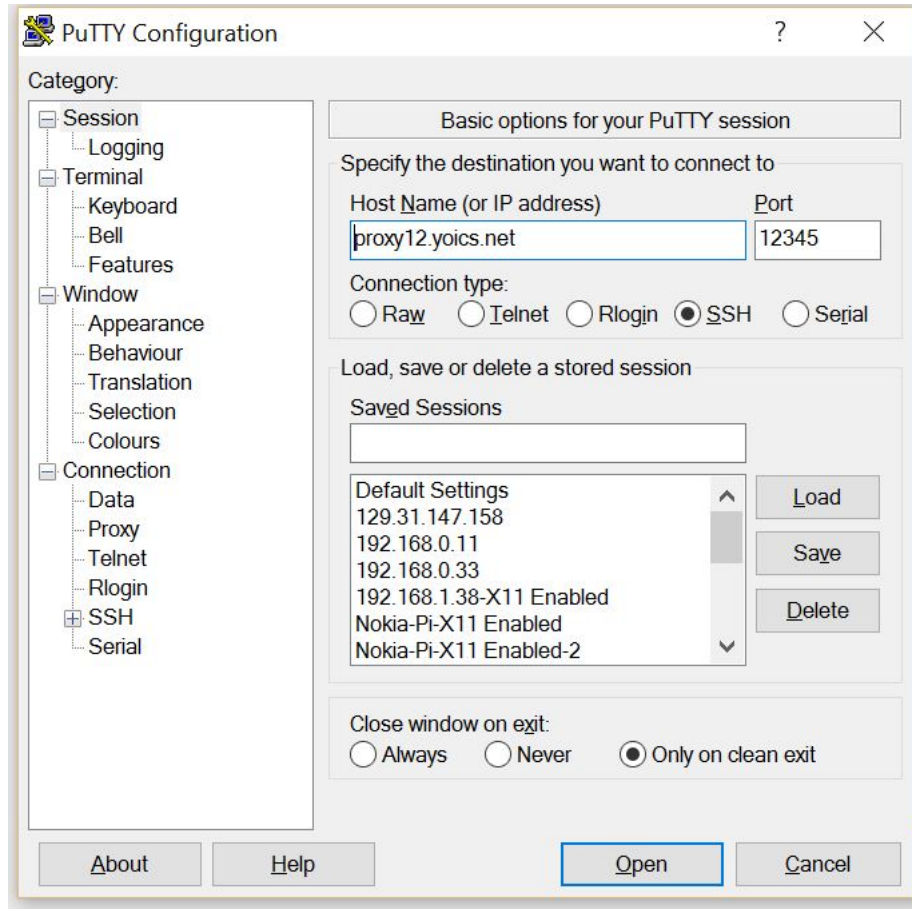 PuTTY Configuration
?
Category:
Session
Logging
Terminal
Keyboard
Bell
Features
Window
Appearance
Behaviour
Translation
Selection
Colours
Connection
Data
Proxy
Telnet
Rlogin
SSH
Serial
Basic options for your PuTTY session
Specify the destination you want to connect to
Host Name (or IP address) Port
proxy12.yoics.net 12345
Connection type:
Raw Telnet Rlogin SSH Serial
Load, save or delete a stored session
Saved Sessions
Default Settings
129.31.147.158
192.168.0.11
192.168.0.33
192.168.1.38-X11 Enabled
Nokia-Pi-X11 Enabled
Nokia-Pi-X11 Enabled-2
Load
Save
Delete
Close window on exit:
Always Never Only on clean exit
About Help Open Cancel